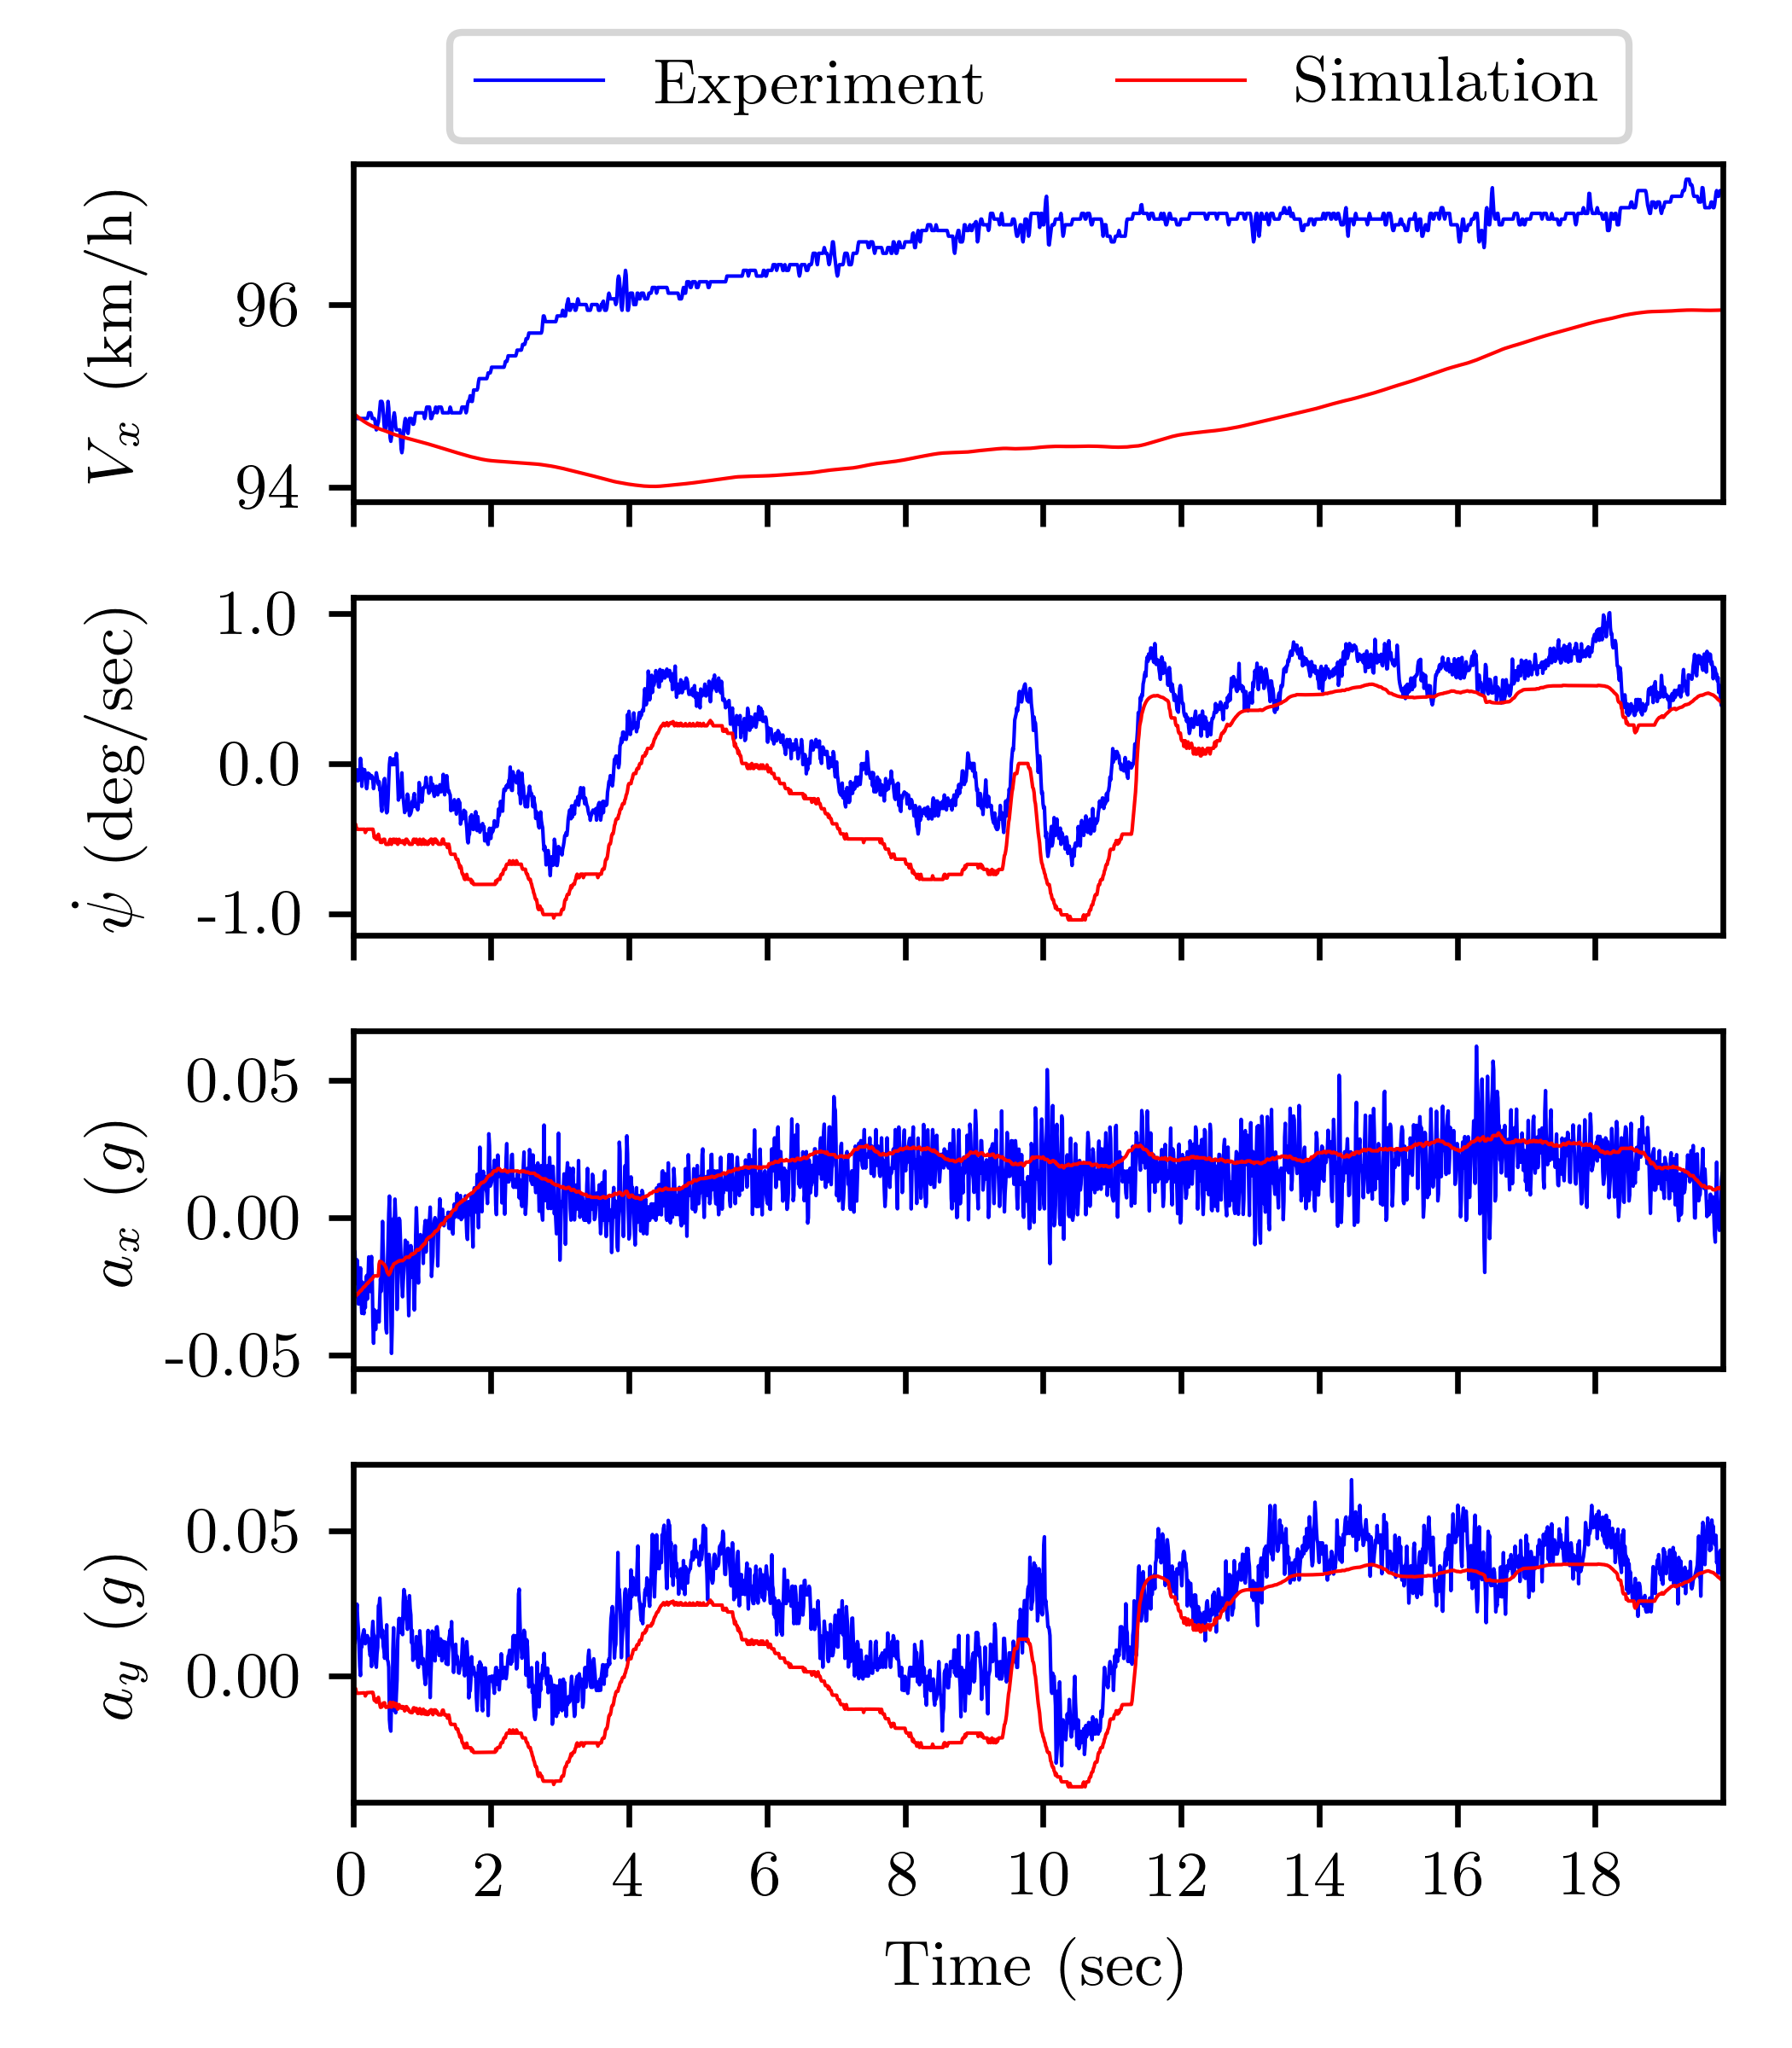 Experiment Simulation
V_x (km/h)
96
94
ψ̇ (deg/sec)
1.0
0.0
-1.0
a_x (g)
0.05
0.00
-0.05
a_y (g)
0.05
0.00
0 2 4 6 8 10 12 14 16 18
Time (sec)